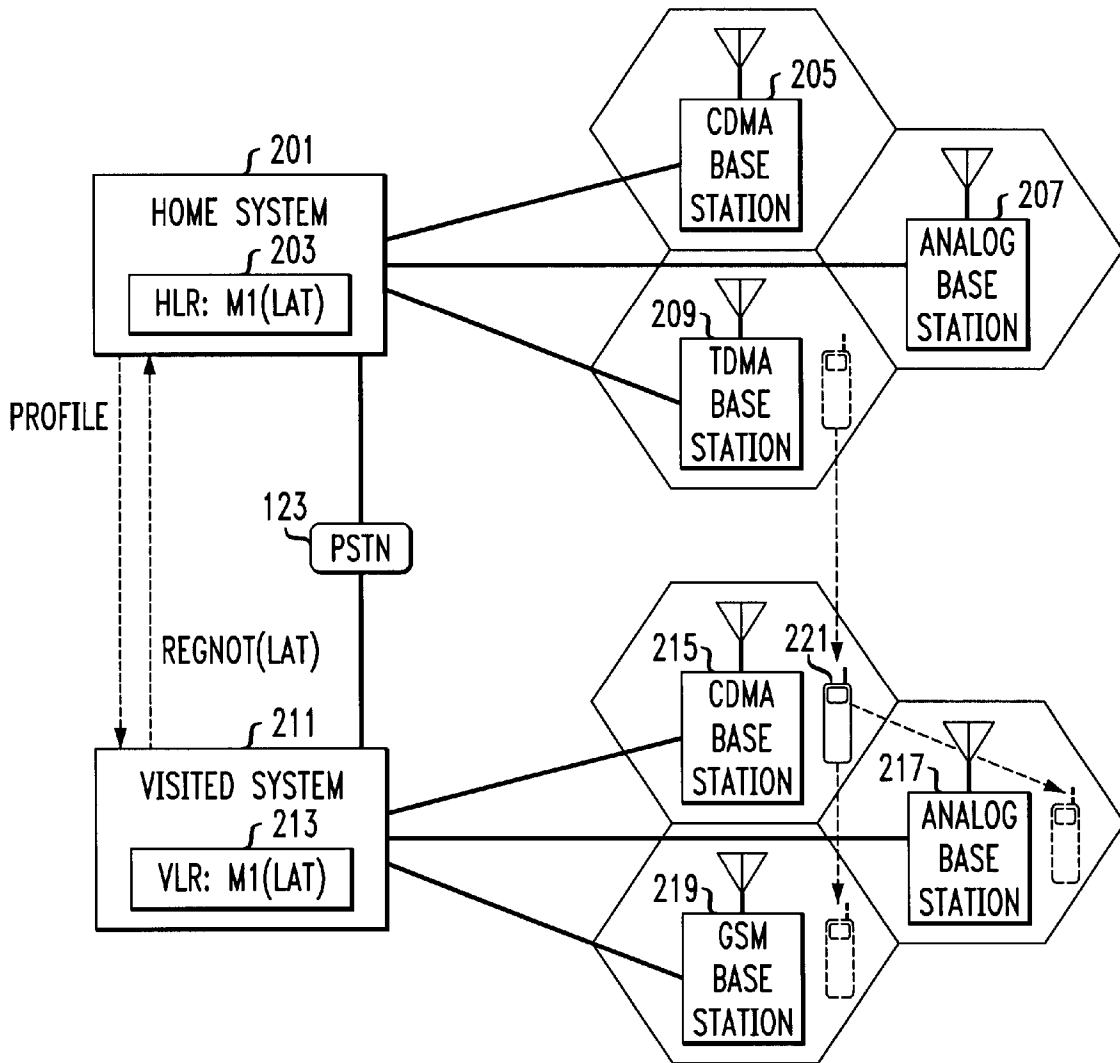 205
CDMA
BASE
STATION
201
HOME SYSTEM
203
HLR: M1(LAT)
207
ANALOG
BASE
STATION
209
TDMA
BASE
STATION
PROFILE
123
PSTN
REGNOT(LAT)
215
CDMA
BASE
STATION
221
211
VISITED SYSTEM
213
VLR: M1(LAT)
217
ANALOG
BASE
STATION
219
GSM
BASE
STATION